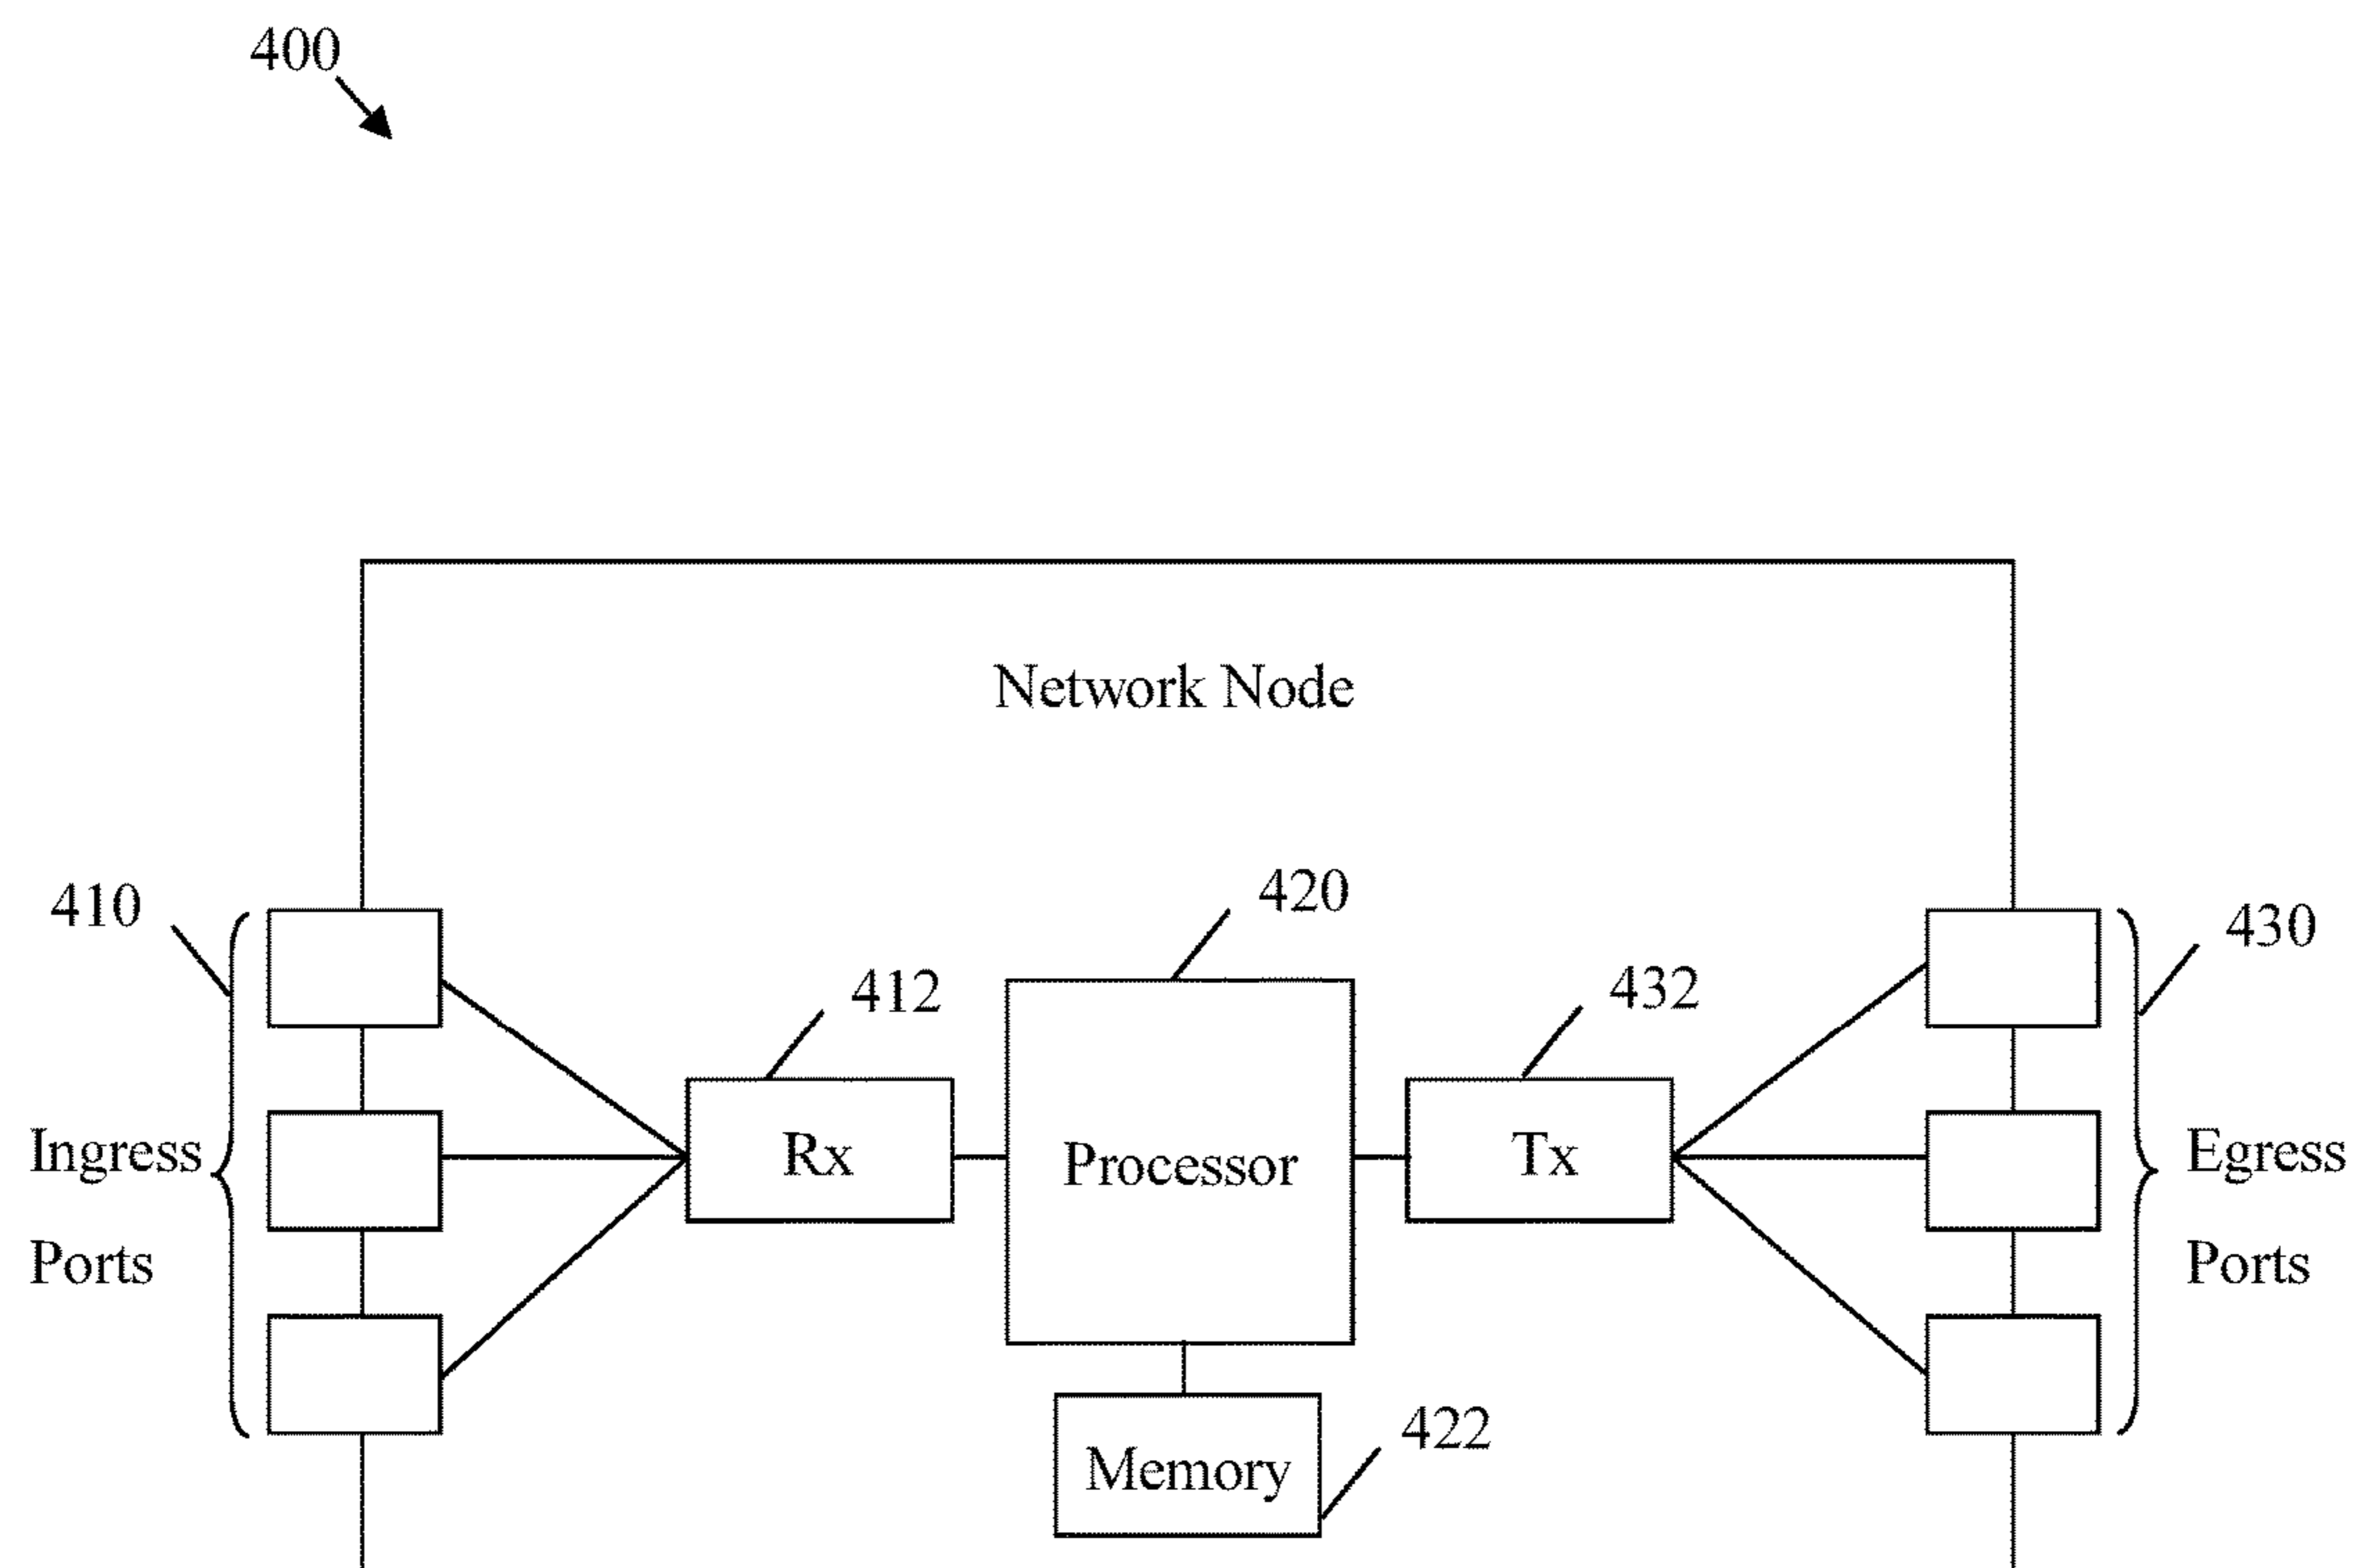 400
Network Node
410
420
430
412
432
Ingress
Ports
Rx
Processor
Tx
Egress
Ports
Memory
422